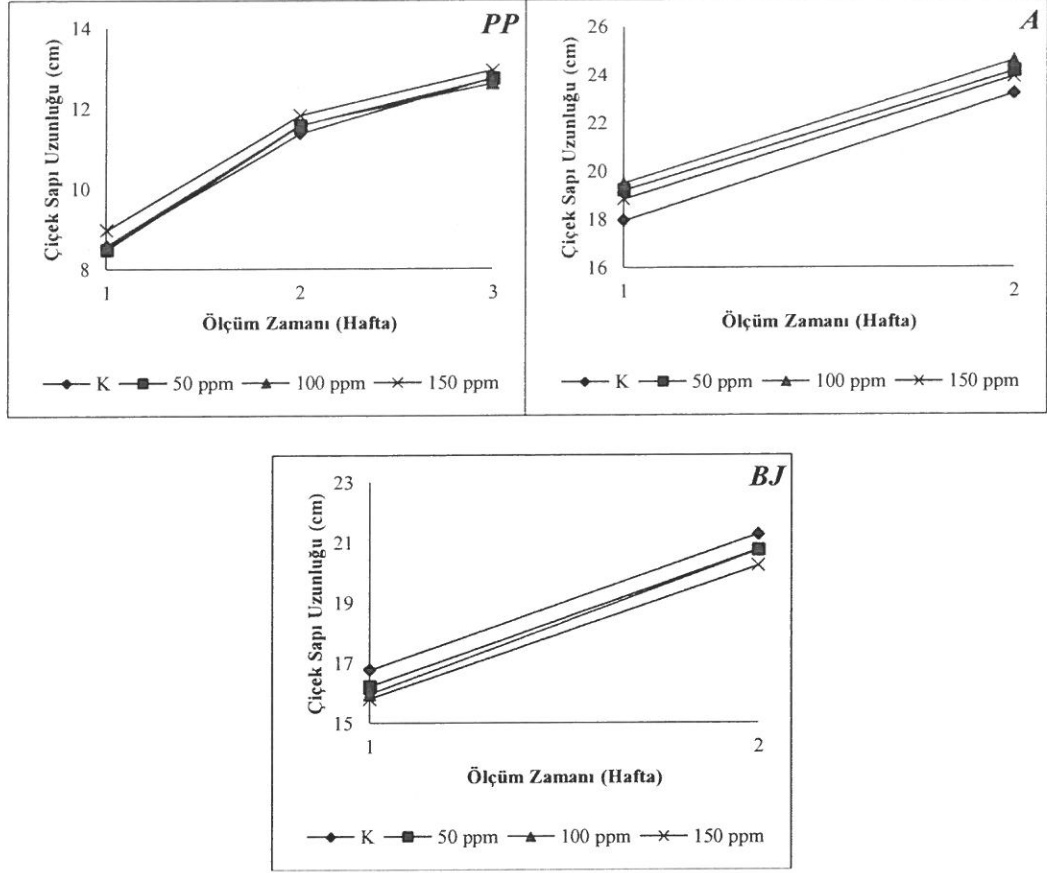 PP
14
12
10
8
Çiçek Sapı Uzunluğu (cm)
1 2 3
Ölçüm Zamanı (Hafta)
K 50 ppm 100 ppm 150 ppm
A
26
24
22
20
18
16
Çiçek Sapı Uzunluğu (cm)
1 2
Ölçüm Zamanı (Hafta)
K 50 ppm 100 ppm 150 ppm
BJ
23
21
19
17
15
Çiçek Sapı Uzunluğu (cm)
1 2
Ölçüm Zamanı (Hafta)
K 50 ppm 100 ppm 150 ppm